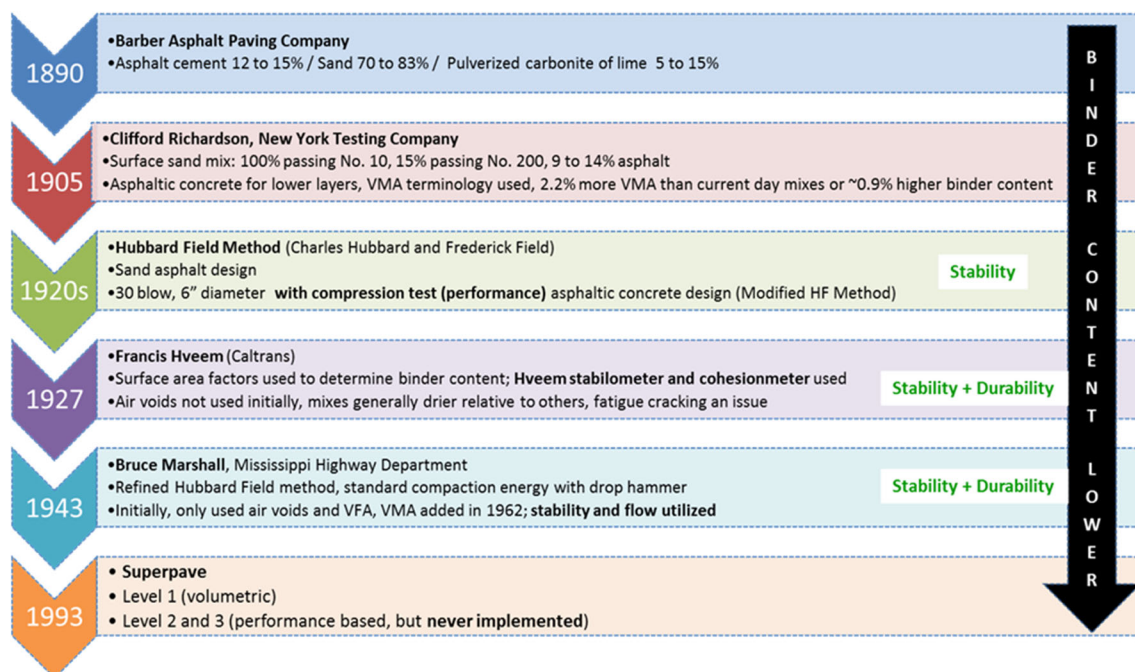 1890
•Barber Asphalt Paving Company
•Asphalt cement 12 to 15% / Sand 70 to 83% / Pulverized carbonite of lime 5 to 15%
1905
•Clifford Richardson, New York Testing Company
•Surface sand mix: 100% passing No. 10, 15% passing No. 200, 9 to 14% asphalt
•Asphaltic concrete for lower layers, VMA terminology used, 2.2% more VMA than current day mixes or ~0.9% higher binder content
1920s
•Hubbard Field Method (Charles Hubbard and Frederick Field)
•Sand asphalt design
•30 blow, 6” diameter with compression test (performance) asphaltic concrete design (Modified HF Method)
Stability
1927
•Francis Hveem (Caltrans)
•Surface area factors used to determine binder content; Hveem stabilometer and cohesionmeter used
•Air voids not used initially, mixes generally drier relative to others, fatigue cracking an issue
Stability + Durability
1943
•Bruce Marshall, Mississippi Highway Department
•Refined Hubbard Field method, standard compaction energy with drop hammer
•Initially, only used air voids and VFA, VMA added in 1962; stability and flow utilized
Stability + Durability
1993
• Superpave
• Level 1 (volumetric)
• Level 2 and 3 (performance based, but never implemented)
BINDER CONTENT LOWER